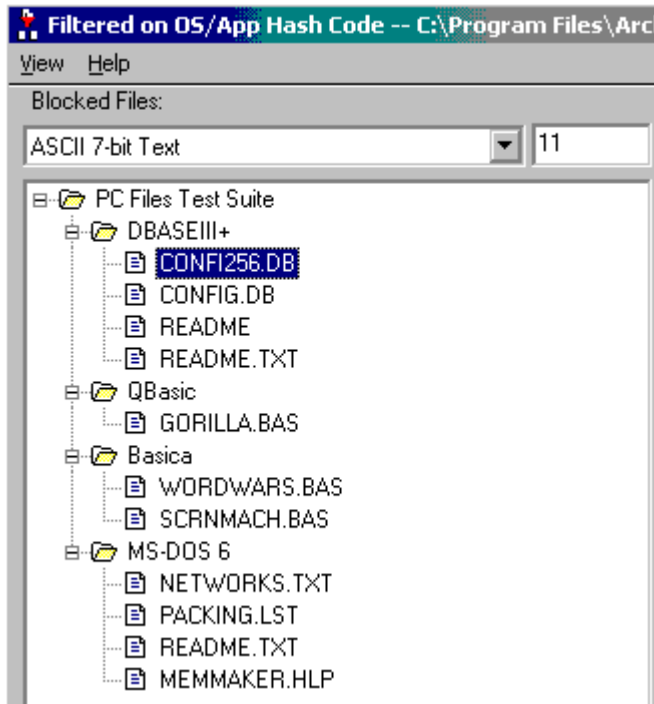 Filtered on OS/App Hash Code -- C:\Program Files\Arc
View Help
Blocked Files:
ASCII 7-bit Text 11
PC Files Test Suite
DBASEIII+
CONFI256.DB
CONFIG.DB
README
README.TXT
QBasic
GORILLA.BAS
Basica
WORDWARS.BAS
SCRNMACH.BAS
MS-DOS 6
NETWORKS.TXT
PACKING.LST
README.TXT
MEMMAKER.HLP